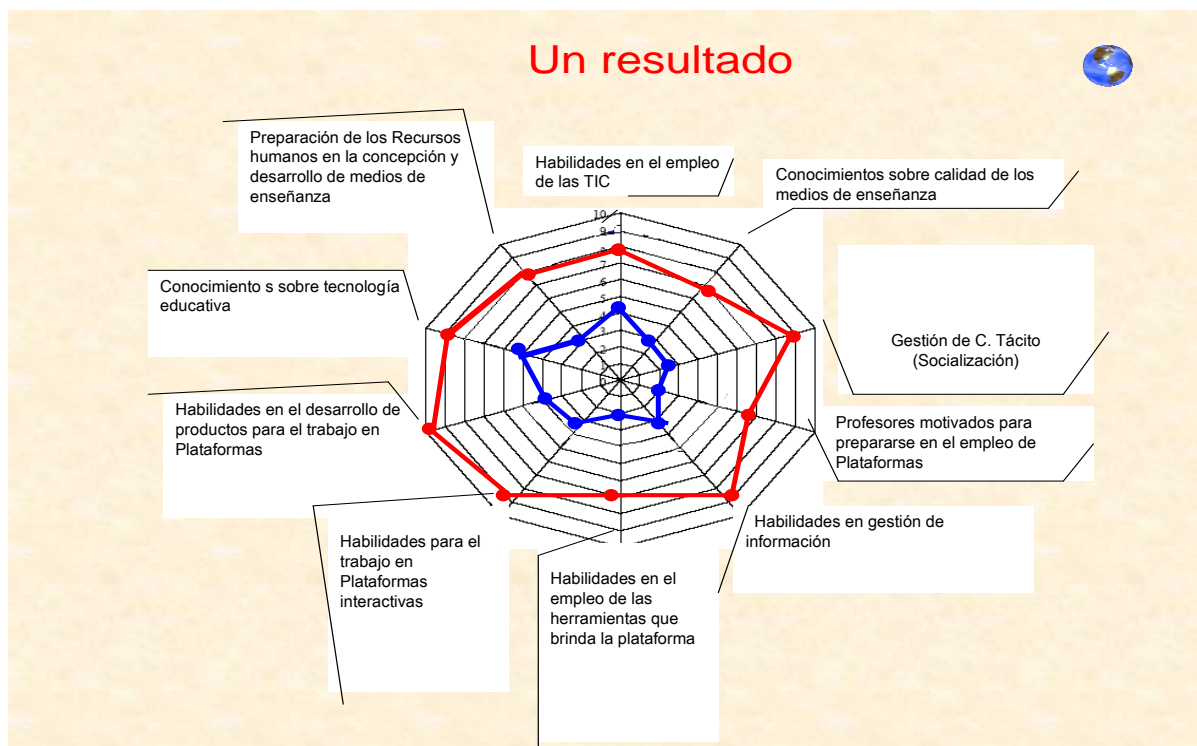 Un resultado
Preparación de los Recursos
humanos en la concepción y
desarrollo de medios de
enseñanza
Habilidades en el empleo
de las TIC
Conocimientos sobre calidad de los
medios de enseñanza
Conocimiento s sobre tecnología
educativa
Gestión de C. Tácito
(Socialización)
Habilidades en el desarrollo de
productos para el trabajo en
Plataformas
Profesores motivados para
prepararse en el empleo de
Plataformas
Habilidades para el
trabajo en
Plataformas
interactivas
Habilidades en el
empleo de las
herramientas que
brinda la plataforma
Habilidades en gestión de
información
10
9
8
7
6
5
4
3
2
1
0